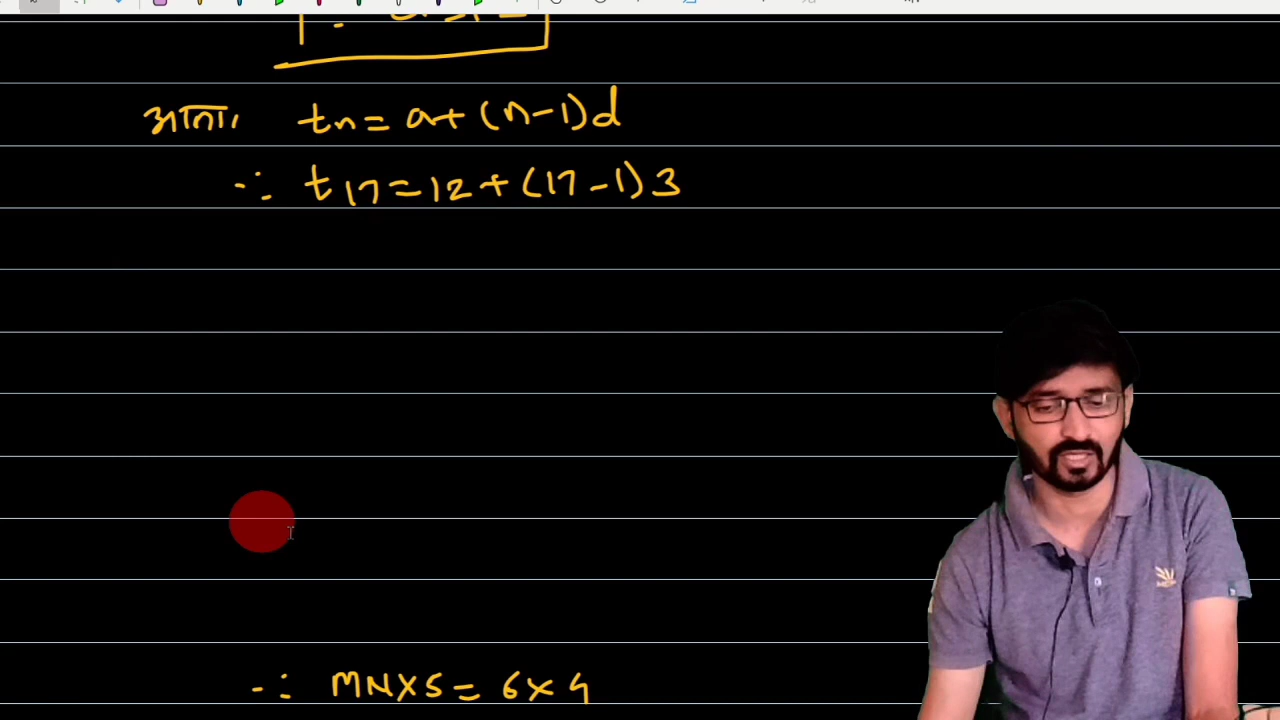 आता, tn = a + (n-1)d
∴ t17 = 12 + (17-1)3
∴ MN×5 = 6×4